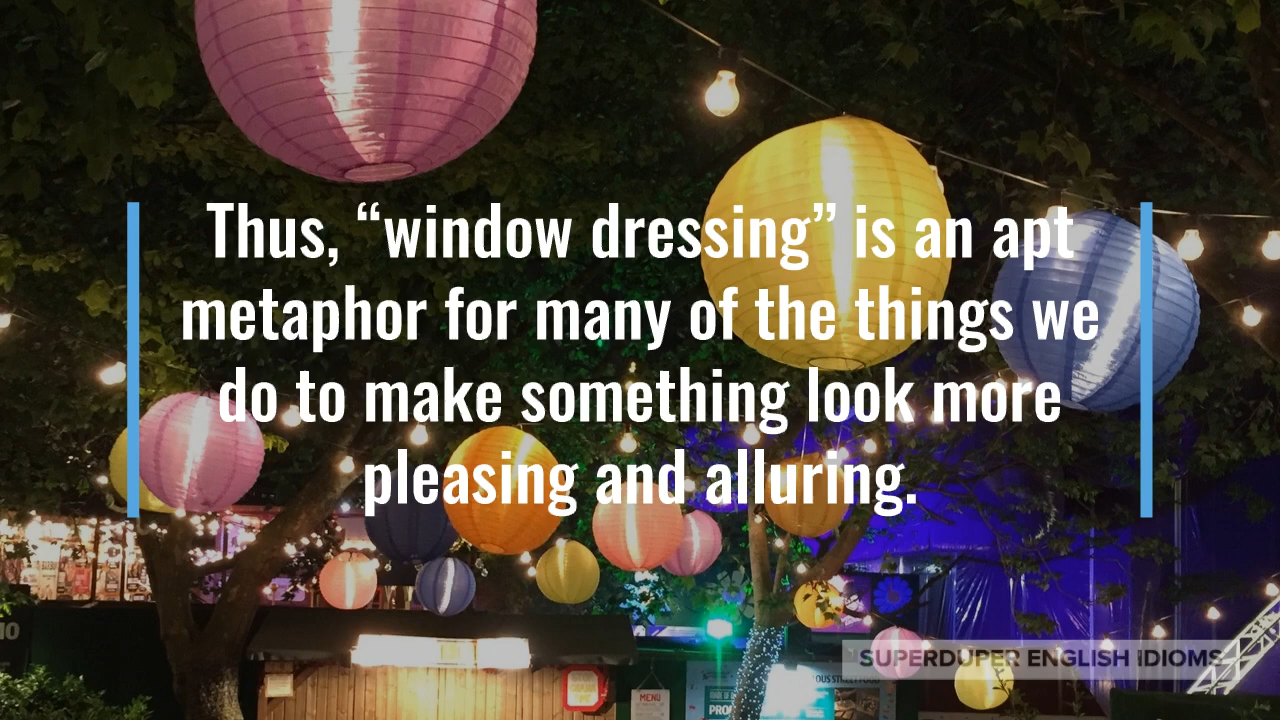 Thus, “window dressing” is an apt
metaphor for many of the things we
do to make something look more
pleasing and alluring.
SUPERDUPER ENGLISH IDIOMS
MENU